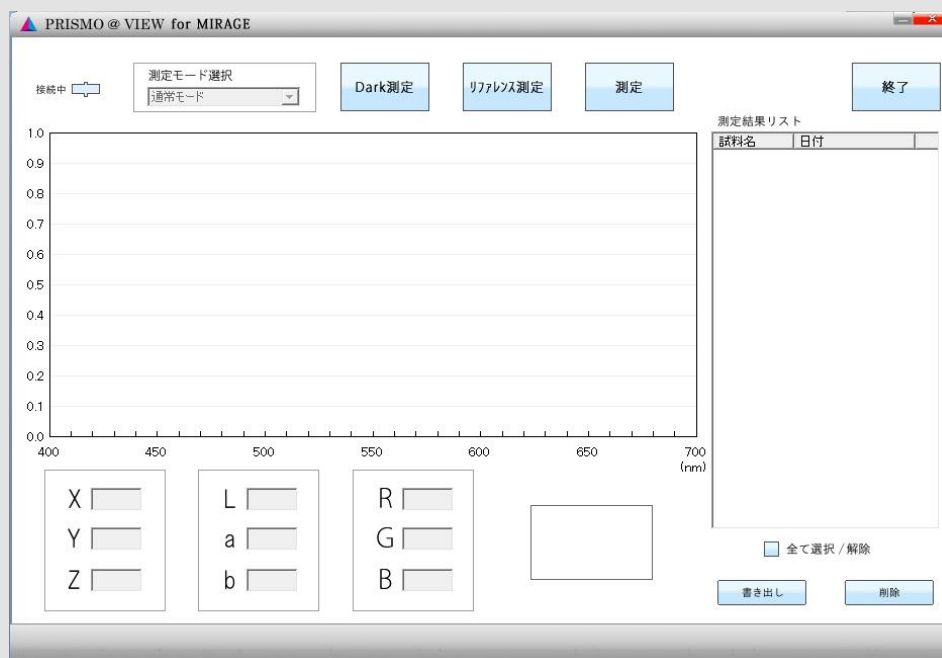 PRISMO @ VIEW for MIRAGE
接続中
測定モード選択
通常モード
Dark測定
ﾘﾌｧﾚﾝｽ測定
測定
終了
測定結果リスト
試料名 日付
1.0
0.9
0.8
0.7
0.6
0.5
0.4
0.3
0.2
0.1
0.0
400 450 500 550 600 650 700
(nm)
X L R
Y a G
Z b B
全て選択 / 解除
書き出し 削除